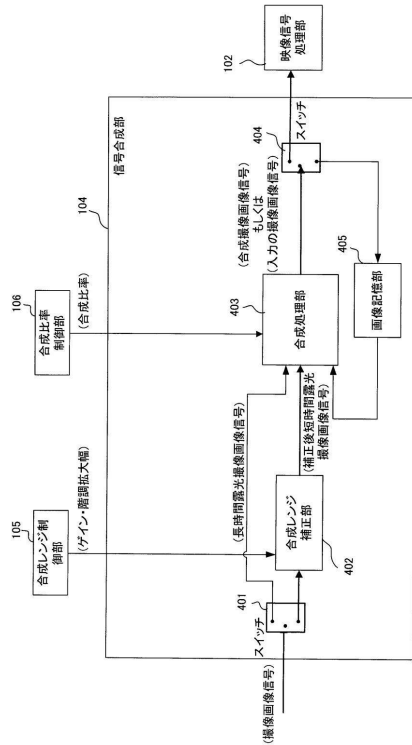 105
合成レンジ制
御部
(ゲイン・階調拡大幅)
106
合成比率
制御部
(合成比率)
104
信号合成部
(撮像画像信号)
スイッチ
401
(長時間露光撮像画像信号)
合成レンジ
補正部
402
(補正後短時間露光
撮像画像信号)
403
合成処理部
(合成撮像画像信号)
もしくは
(入力の撮像画像信号)
404
スイッチ
405
画像記憶部
102
映像信号
処理部